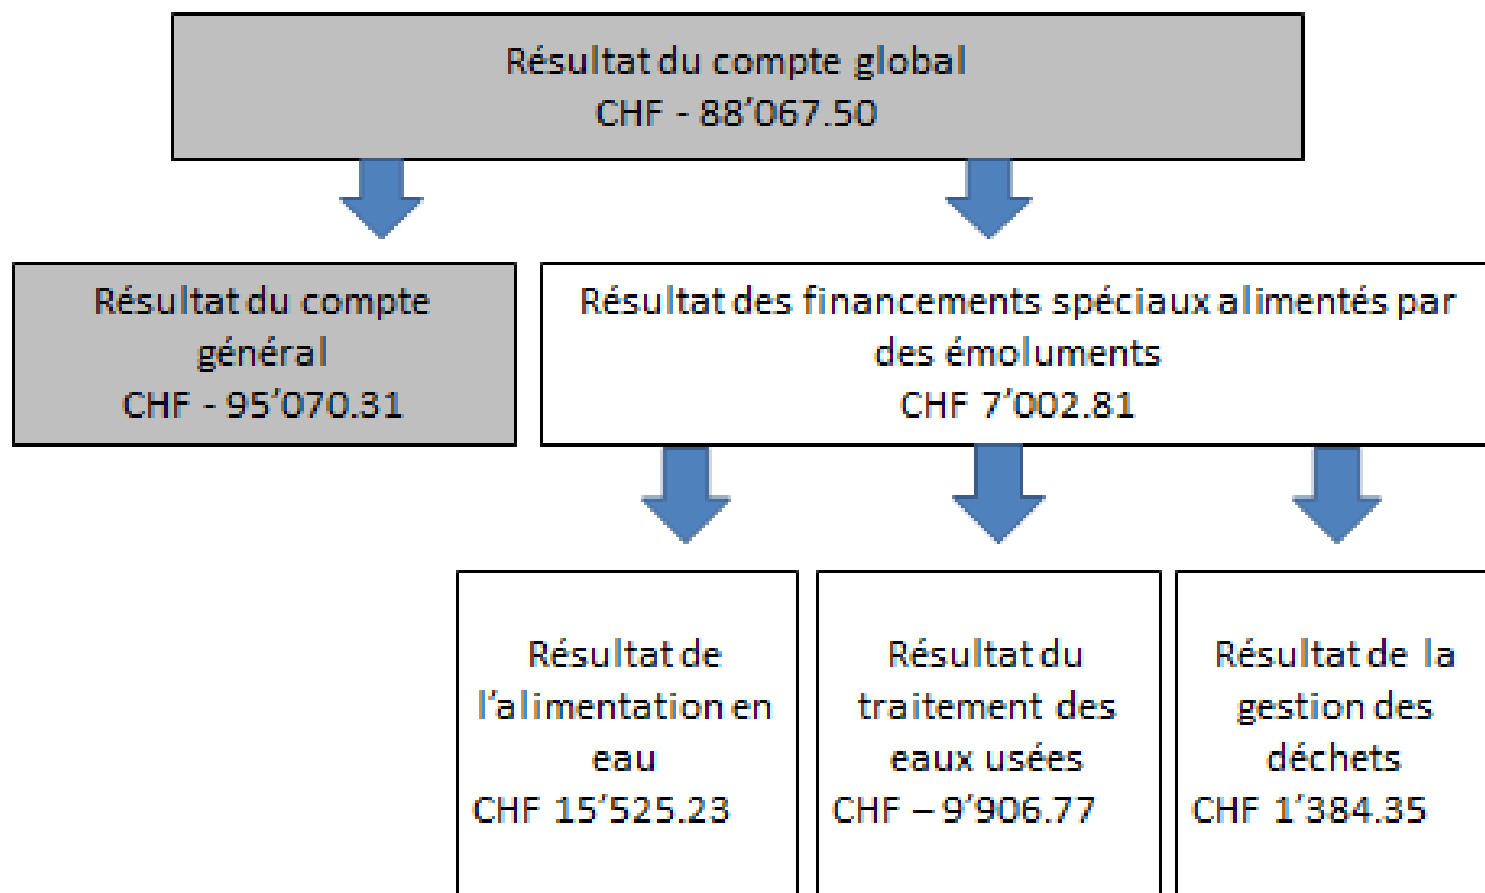 Résultat du compte global
CHF - 88’067.50
Résultat du compte
général
CHF - 95’070.31
Résultat des financements spéciaux alimentés par
des émoluments
CHF 7’002.81
Résultat de
l’alimentation en
eau
CHF 15’525.23
Résultat du
traitement des
eaux usées
CHF – 9’906.77
Résultat de la
gestion des
déchets
CHF 1’384.35